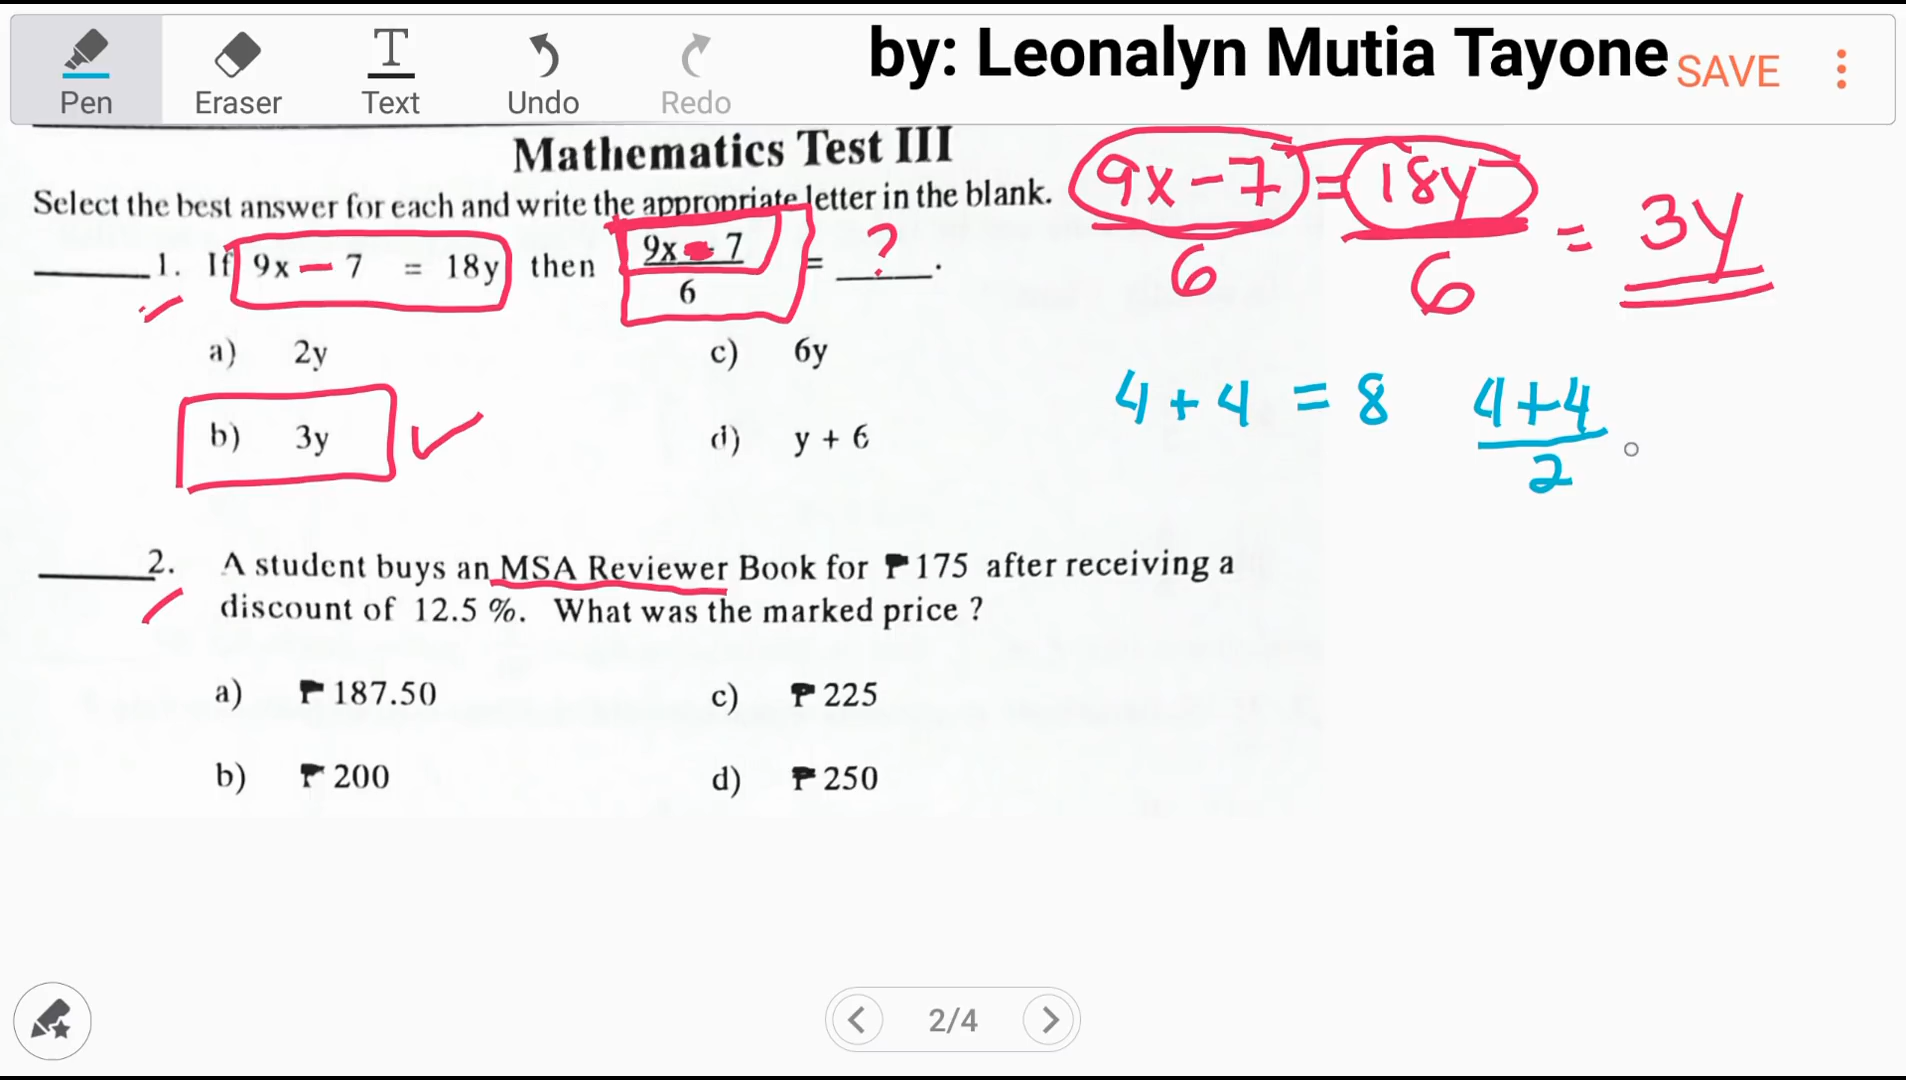 by: Leonalyn Mutia Tayone
SAVE
Pen
Eraser
Text
Undo
Redo
Mathematics Test III
Select the best answer for each and write the appropriate letter in the blank.
1. If 9x - 7 = 18y then 9x - 7 / 6 = ? .
a) 2y
c) 6y
b) 3y
d) y + 6
9x - 7 / 6 = 18y / 6 = 3y
4 + 4 = 8
4 + 4 / 2
2. A student buys an MSA Reviewer Book for ₱175 after receiving a
discount of 12.5 %. What was the marked price ?
a) ₱187.50
c) ₱225
b) ₱200
d) ₱250
2/4